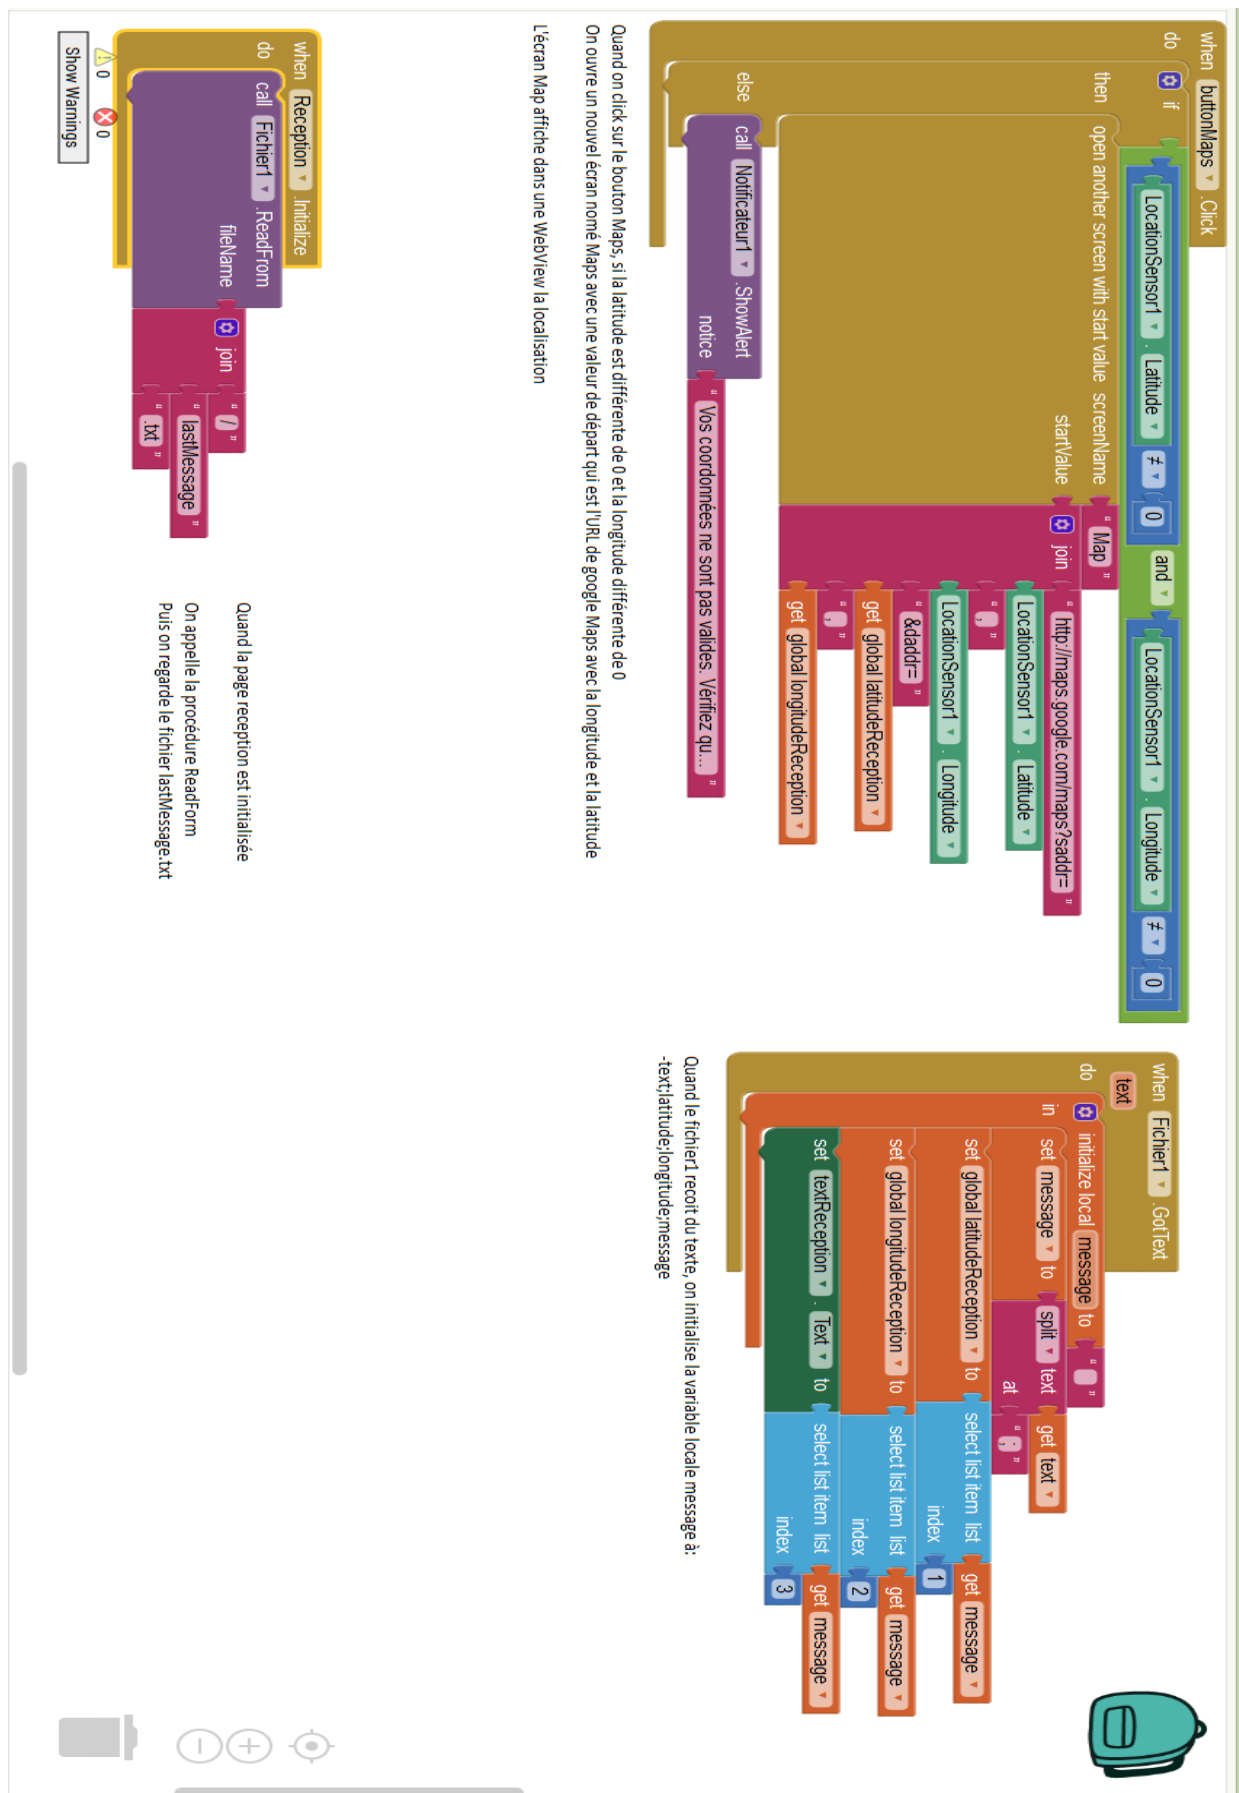 when buttonMaps .Click
do if LocationSensor1 . Latitude ≠ 0 and LocationSensor1 . Longitude ≠ 0
then open another screen with start value screenName " Map "
startValue join " http://maps.google.com/maps?saddr= "
LocationSensor1 . Latitude
" , "
LocationSensor1 . Longitude
" &daddr= "
get global latitudeReception
" , "
get global longitudeReception
else call Notificateur1 .ShowAlert
notice " Vos coordonnées ne sont pas valides. Vérifiez qu... "
Quand on click sur le bouton Maps, si la latitude est différente de 0 et la longitude différente de 0
On ouvre un nouvel écran nomé Maps avec une valeur de départ qui est l'URL de google Maps avec la longitude et la latitude
L'écran Map affiche dans une WebView la localisation
when Fichier1 .GotText
text
do initialize local message to " "
in set message to split text get text
at " ; "
set global latitudeReception to select list item list get message
index 1
set global longitudeReception to select list item list get message
index 2
set textReception . Text to select list item list get message
index 3
Quand le fichier1 recoit du texte, on initialise la variable locale message à:
-text;latitude;longitude;message
when Reception .Initialize
do call Fichier1 .ReadFrom
fileName join " / "
" lastMessage "
" .txt "
Quand la page reception est initialisée
On appelle la procédure ReadForm
Puis on regarde le fichier lastMessage.txt
0 0
Show Warnings